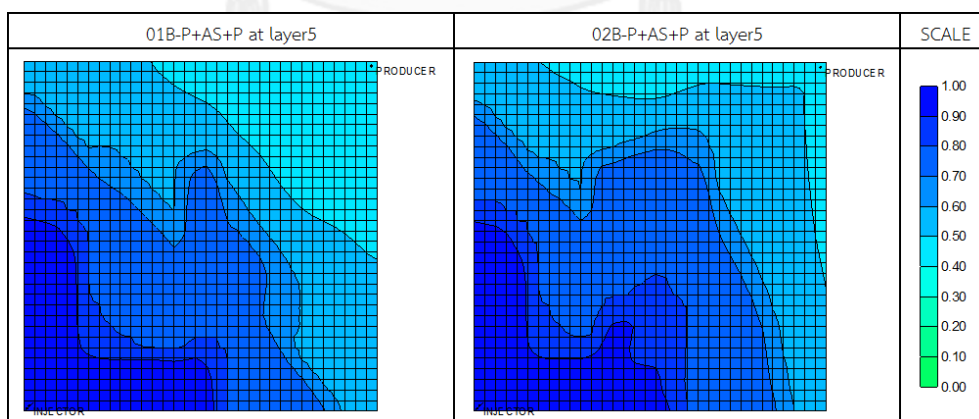 01B-P+AS+P at layer5
02B-P+AS+P at layer5
SCALE
PRODUCER
PRODUCER
1.00
0.90
0.80
0.70
0.60
0.50
0.40
0.30
0.20
0.10
0.00
INJECTOR
INJECTOR